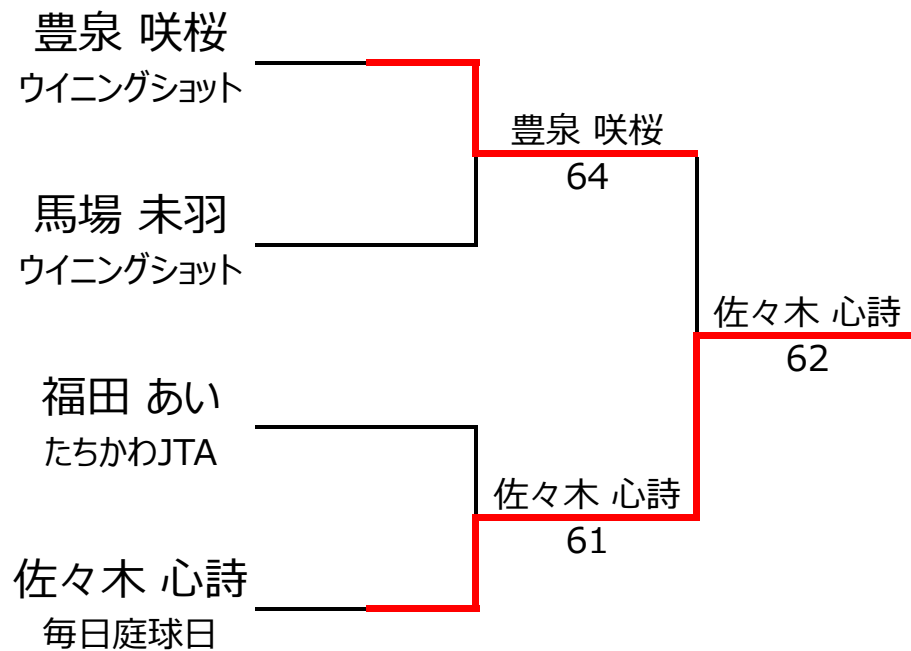 豊泉 咲桜
ウイニングショット
豊泉 咲桜
64
馬場 未羽
ウイニングショット
佐々木 心詩
62
福田 あい
たちかわJTA
佐々木 心詩
61
佐々木 心詩
毎日庭球日